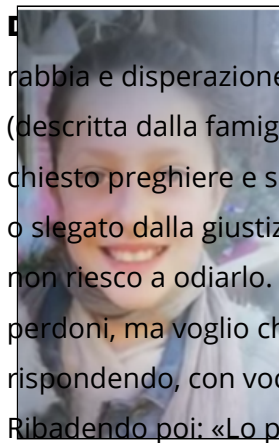 D
rabbia e disperazione
(descritta dalla famig
chiesto preghiere e s
o slegato dalla giustiz
non riesco a odiarlo.
perdoni, ma voglio ch
rispondendo, con voc
Ribadendo poi: «Lo p